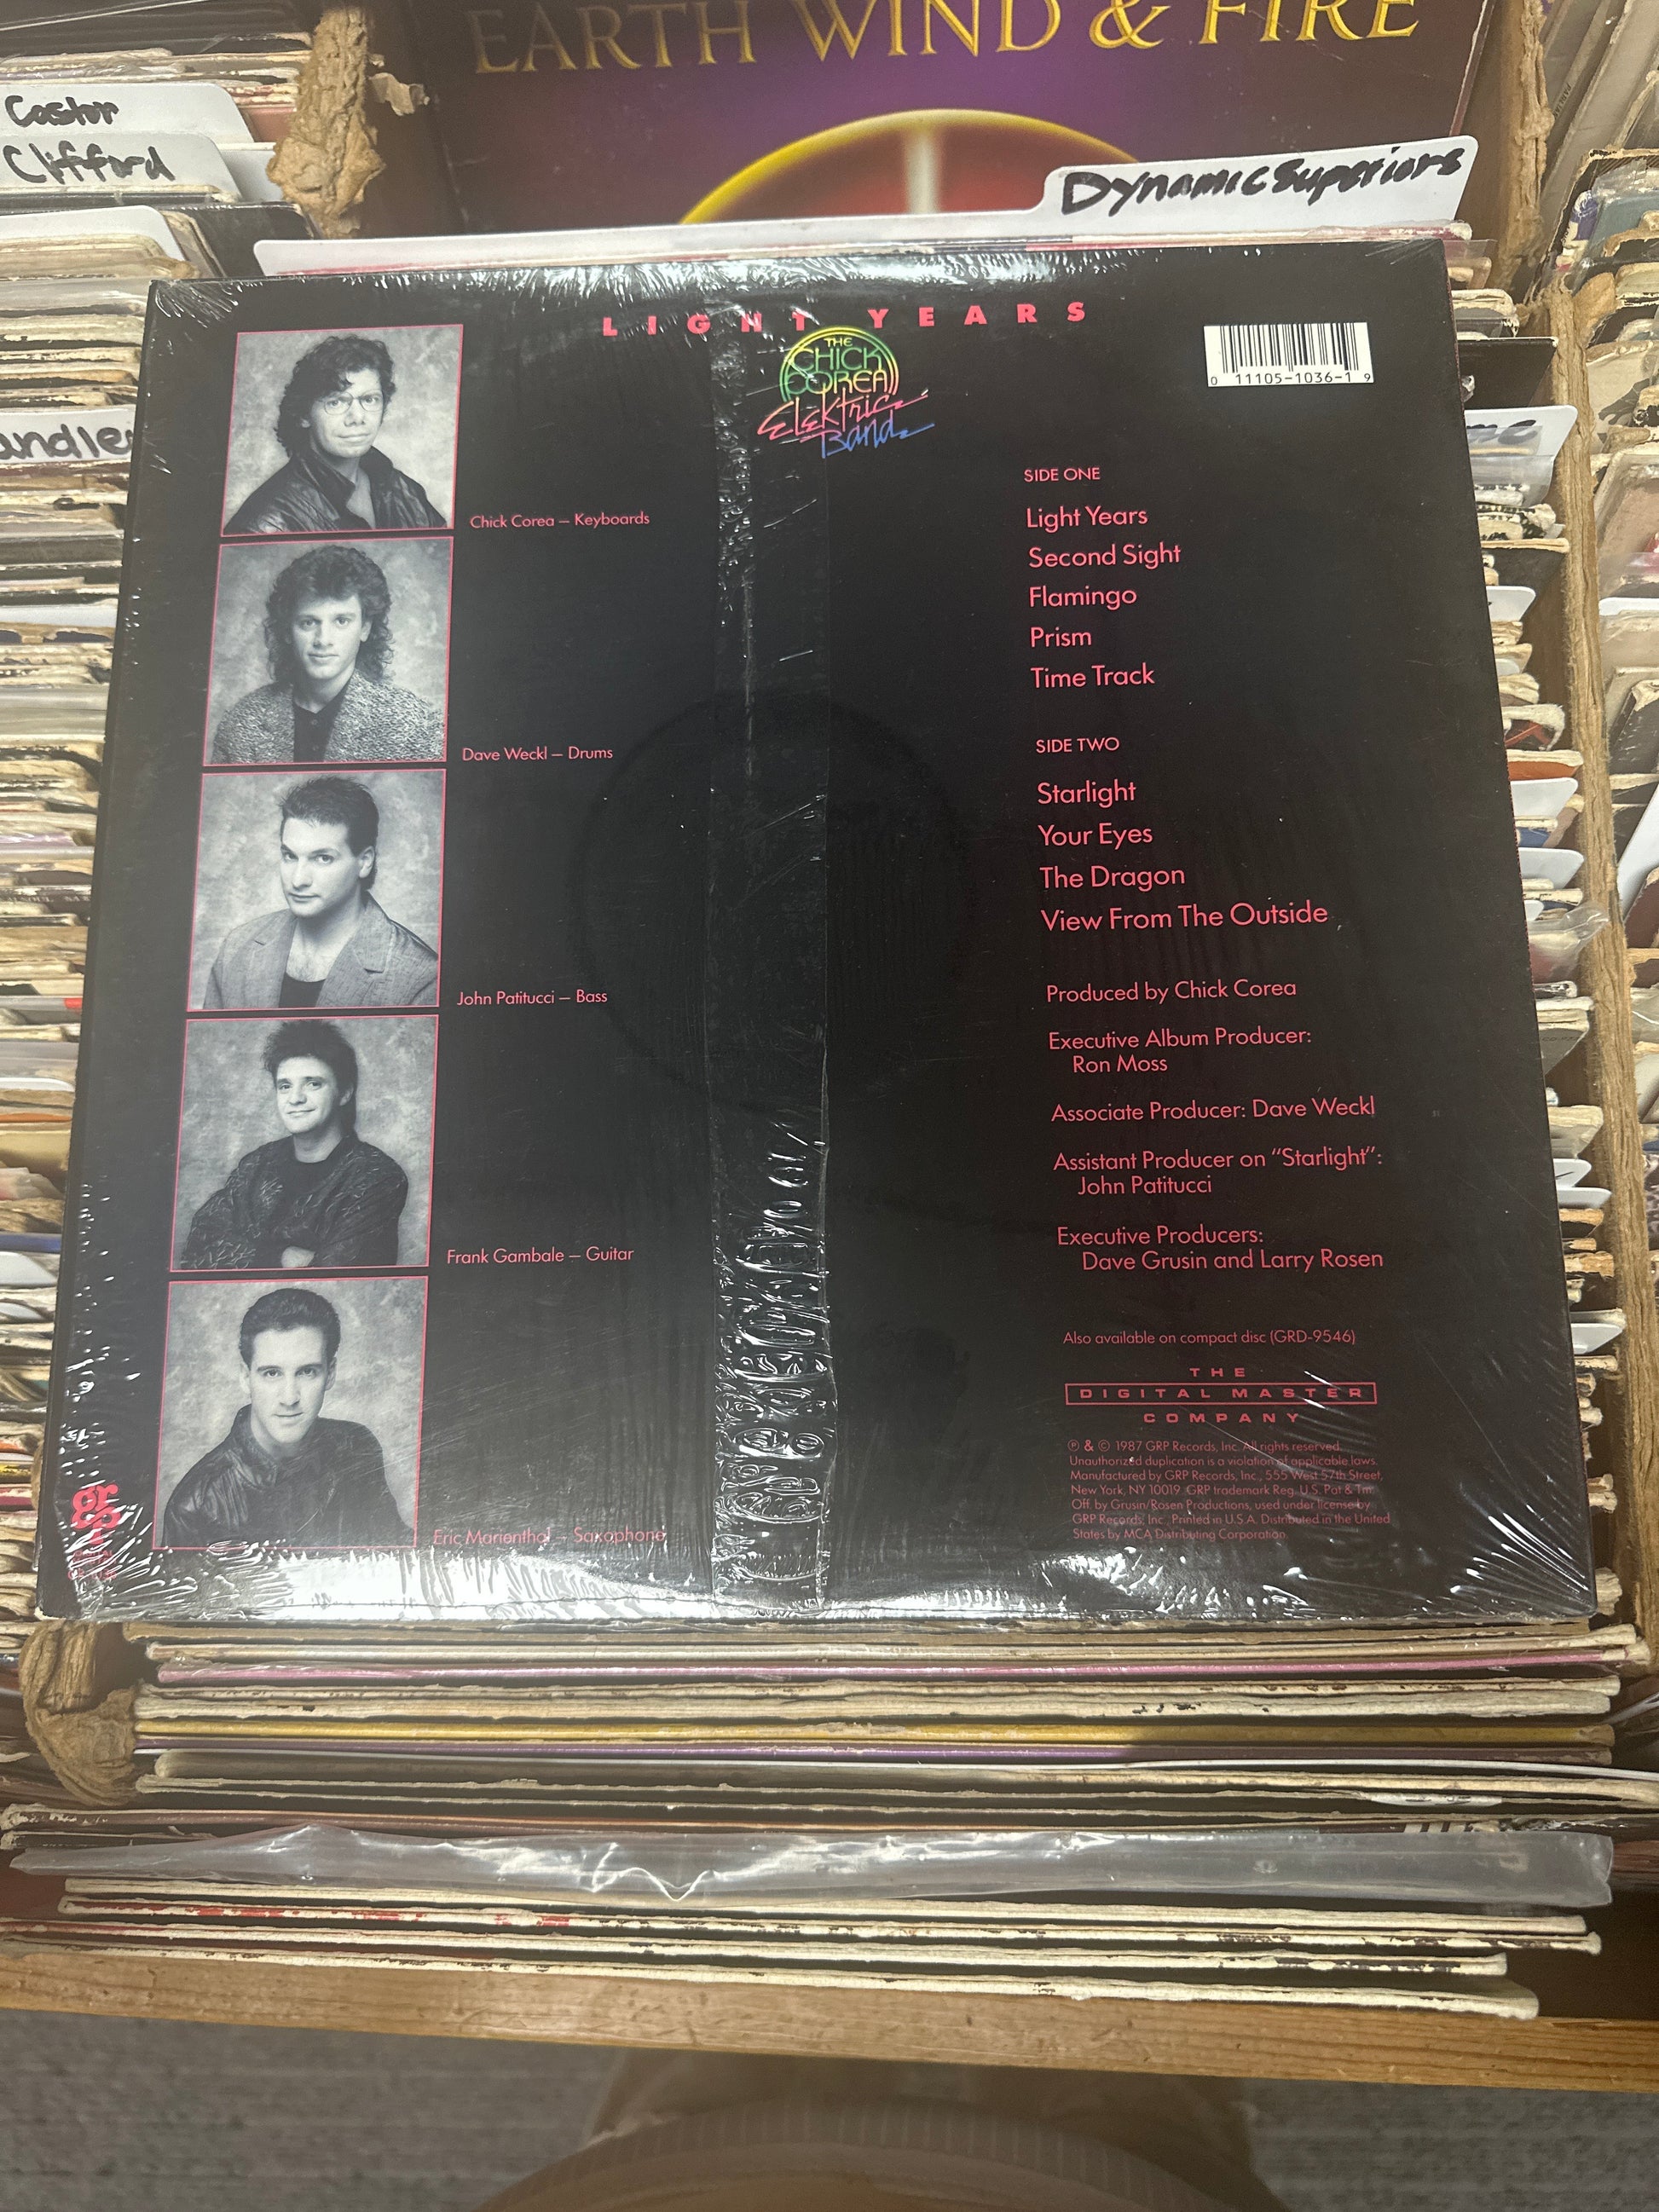 EARTH WIND & FIRE
Castor
Clifford
Dynamic Superiors
LIGHT YEARS
THE
CHICK
COREA
Elektric
Band
0 11105-1036-1 9
Chick Corea – Keyboards
Dave Weckl – Drums
John Patitucci – Bass
Frank Gambale – Guitar
Eric Marienthal – Saxophone
SIDE ONE
Light Years
Second Sight
Flamingo
Prism
Time Track
SIDE TWO
Starlight
Your Eyes
The Dragon
View From The Outside
Produced by Chick Corea
Executive Album Producer:
Ron Moss
Associate Producer: Dave Weckl
Assistant Producer on “Starlight”:
John Patitucci
Executive Producers:
Dave Grusin and Larry Rosen
Also available on compact disc (GRD-9546)
THE
DIGITAL MASTER
COMPANY
℗ & © 1987 GRP Records, Inc. All rights reserved.
Unauthorized duplication is a violation of applicable laws.
Manufactured by GRP Records, Inc., 555 West 57th Street,
New York, NY 10019. GRP trademark Reg. U.S. Pat & Tm.
Off. by Grusin/Rosen Productions, used under license by
GRP Records, Inc. Printed in U.S.A. Distributed in the United
States by MCA Distributing Corporation.
grp